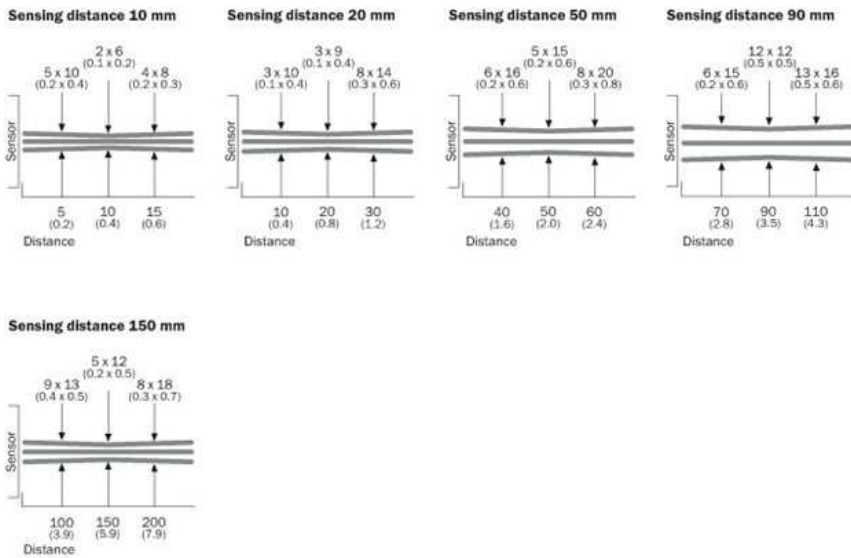 Sensing distance 10 mm
2 x 6
(0.1 x 0.2)
5 x 10
(0.2 x 0.4)
4 x 8
(0.2 x 0.3)
Sensor
5
(0.2)
10
(0.4)
15
(0.6)
Distance
Sensing distance 20 mm
3 x 9
(0.1 x 0.4)
3 x 10
(0.1 x 0.4)
8 x 14
(0.3 x 0.6)
Sensor
10
(0.4)
20
(0.8)
30
(1.2)
Distance
Sensing distance 50 mm
5 x 15
(0.2 x 0.6)
6 x 16
(0.2 x 0.6)
8 x 20
(0.3 x 0.8)
Sensor
40
(1.6)
50
(2.0)
60
(2.4)
Distance
Sensing distance 90 mm
12 x 12
(0.5 x 0.5)
6 x 15
(0.2 x 0.6)
13 x 16
(0.5 x 0.6)
Sensor
70
(2.8)
90
(3.5)
110
(4.3)
Distance
Sensing distance 150 mm
5 x 12
(0.2 x 0.5)
9 x 13
(0.4 x 0.5)
8 x 18
(0.3 x 0.7)
Sensor
100
(3.9)
150
(5.9)
200
(7.9)
Distance